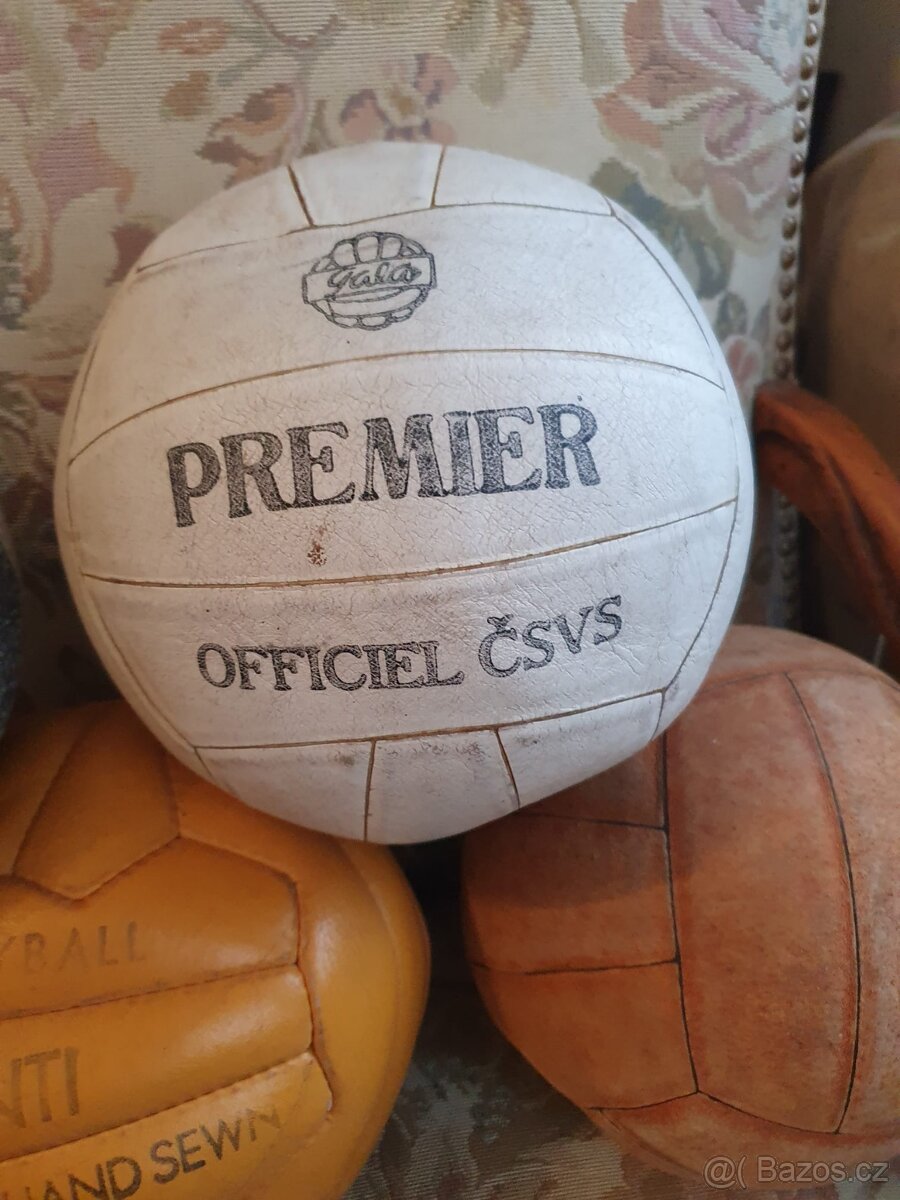 gala
PREMIER
OFFICIEL ČSVS
YBALL
NTI
HAND SEWN
@( Bazos.cz